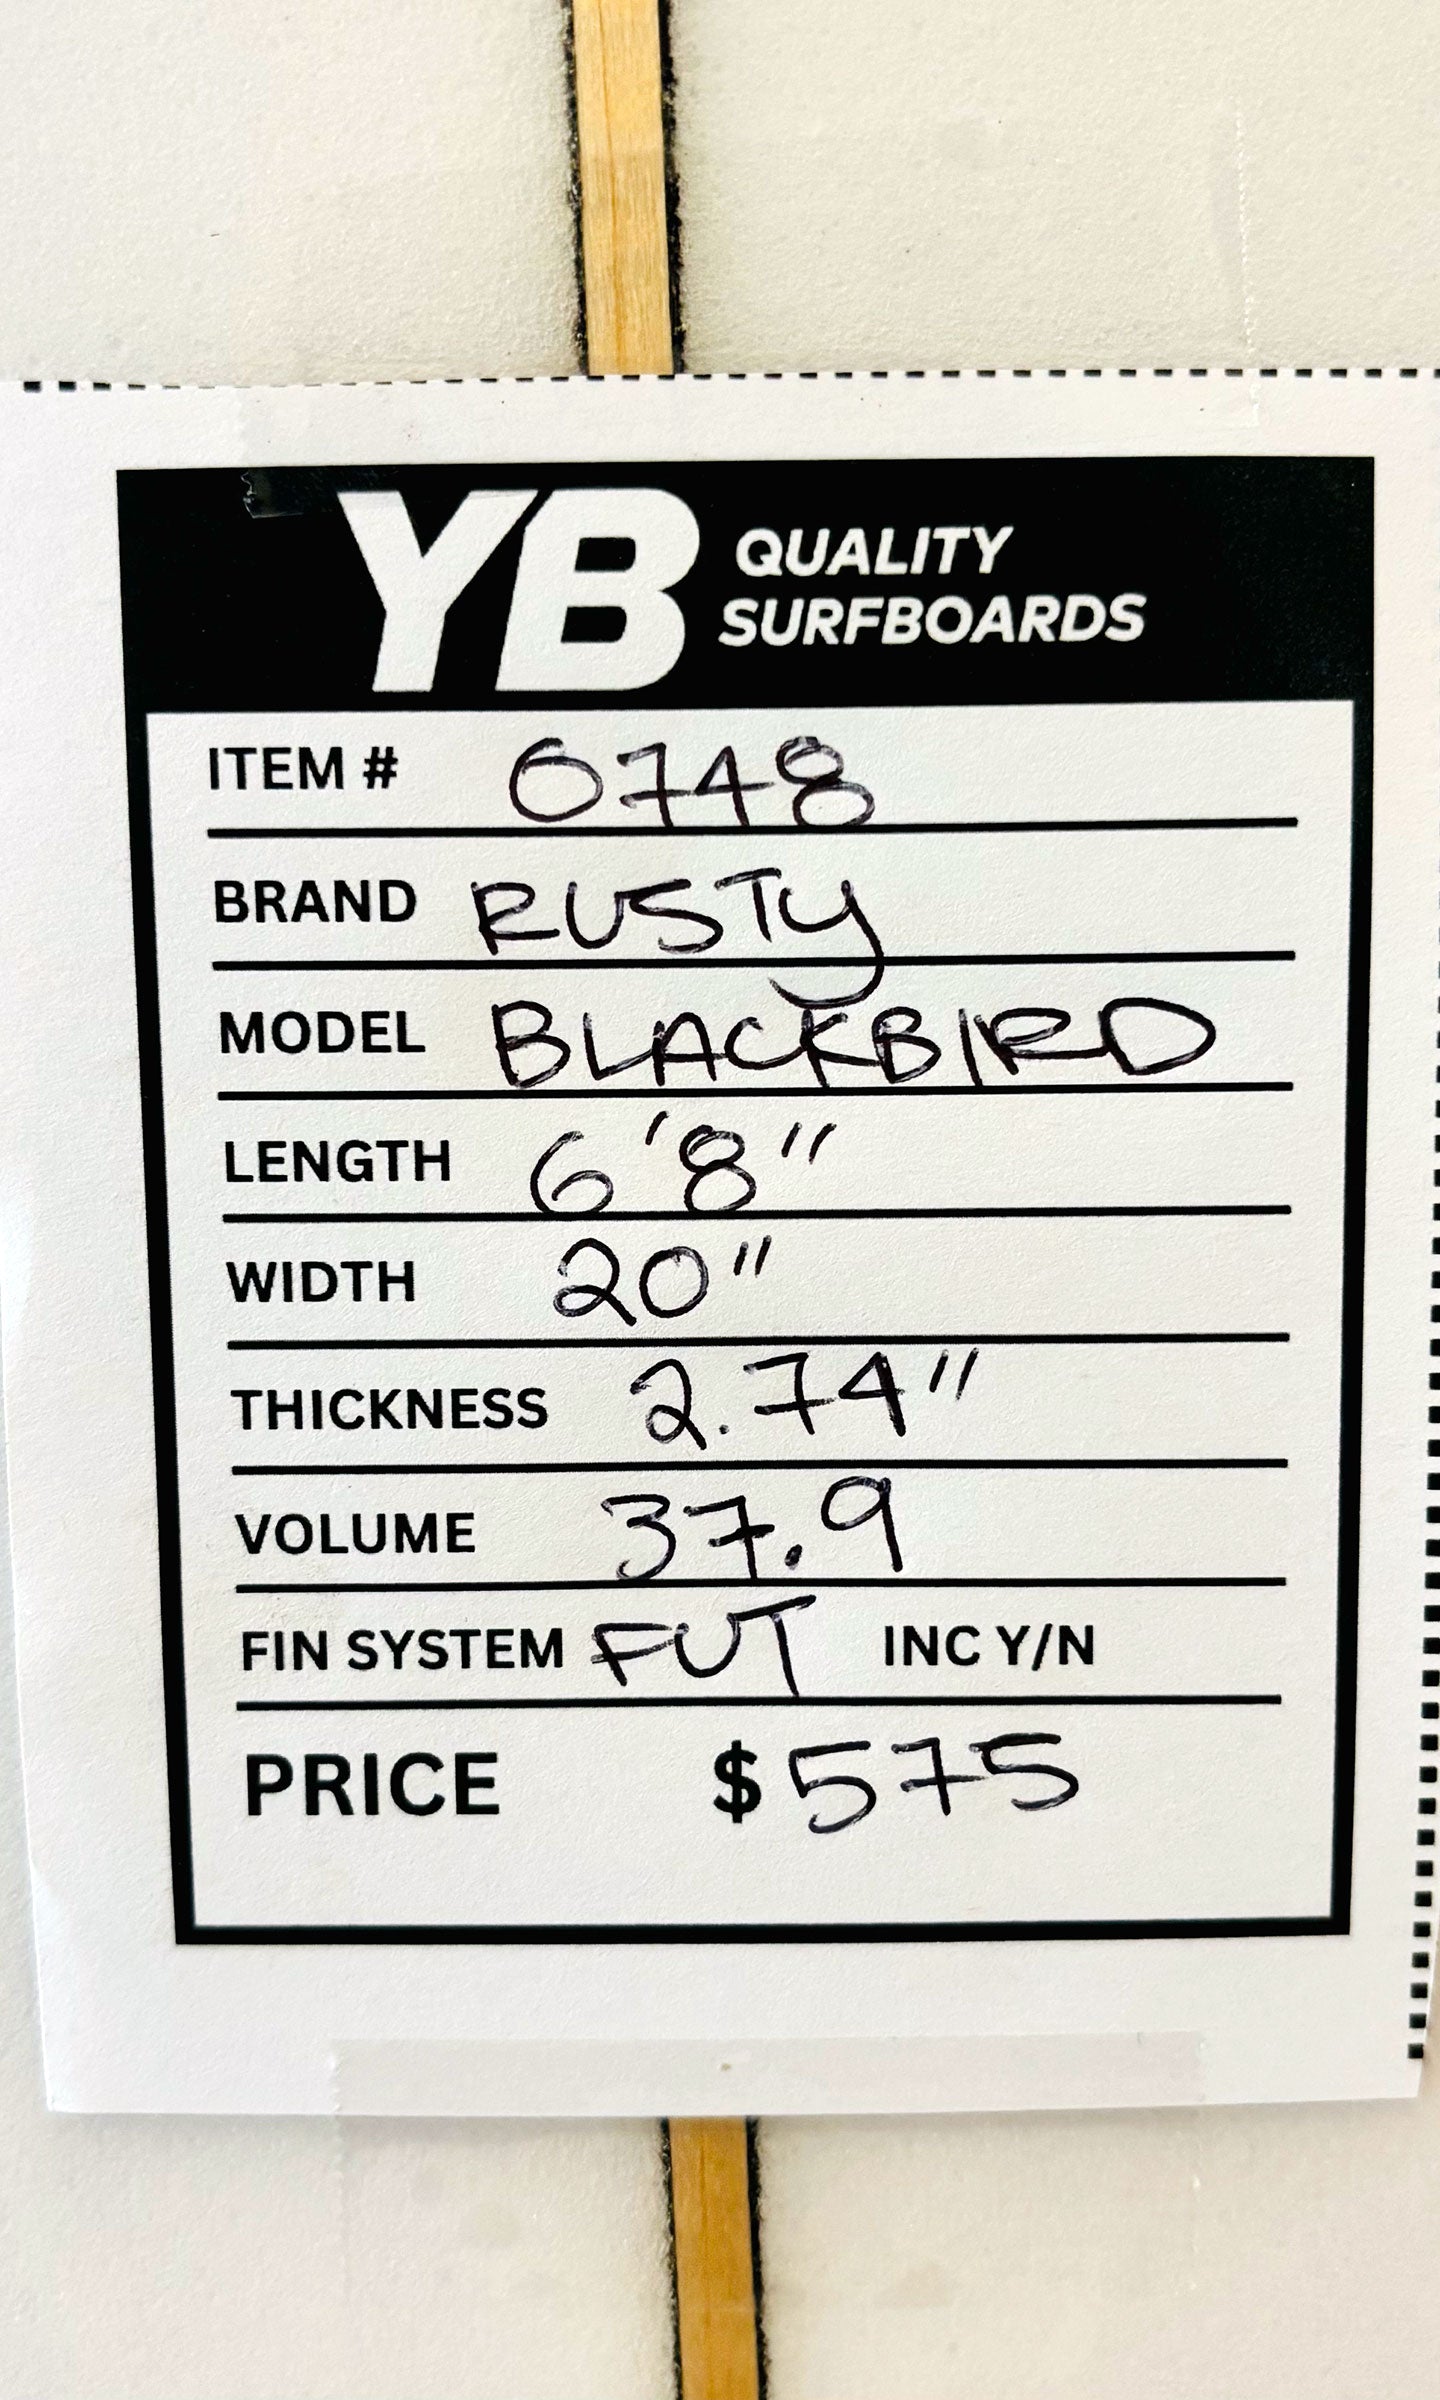 YB QUALITY
SURFBOARDS
ITEM # 0748
BRAND RUSTY
MODEL BLACKBIRD
LENGTH 6'8"
WIDTH 20"
THICKNESS 2.74"
VOLUME 37.9
FIN SYSTEM FUT INC Y/N
PRICE $575